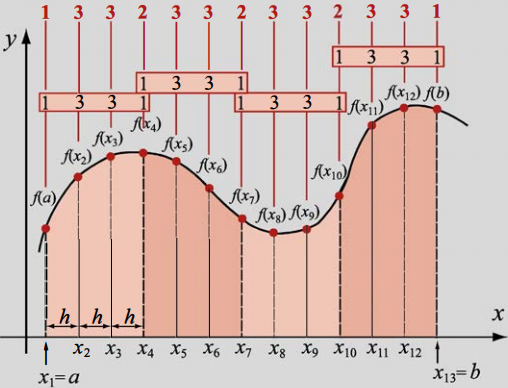 1 3 3 2 3 3 2 3 3 2 3 3 1
y
1 3 3 1
1 3 3 1
1 3 3 1
1 3 3 1
f(a) f(x₂) f(x₃) f(x₄) f(x₅) f(x₆) f(x₇) f(x₈) f(x₉) f(x₁₀) f(x₁₁) f(x₁₂) f(b)
h h h
x
x₂ x₃ x₄ x₅ x₆ x₇ x₈ x₉ x₁₀ x₁₁ x₁₂
x₁=a x₁₃=b